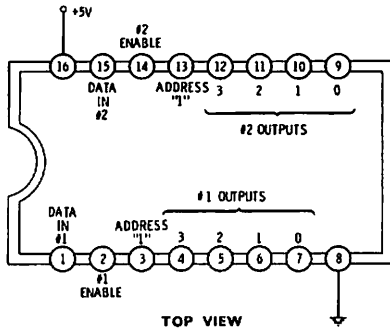 +5V
#2
ENABLE
16 15 14 13 12 11 10 9
DATA
IN
#2
ADDRESS
"1"
3 2 1 0
#2 OUTPUTS
#1 OUTPUTS
DATA
IN
#1
ADDRESS
"1"
3 2 1 0
1 2 3 4 5 6 7 8
#1
ENABLE
TOP VIEW